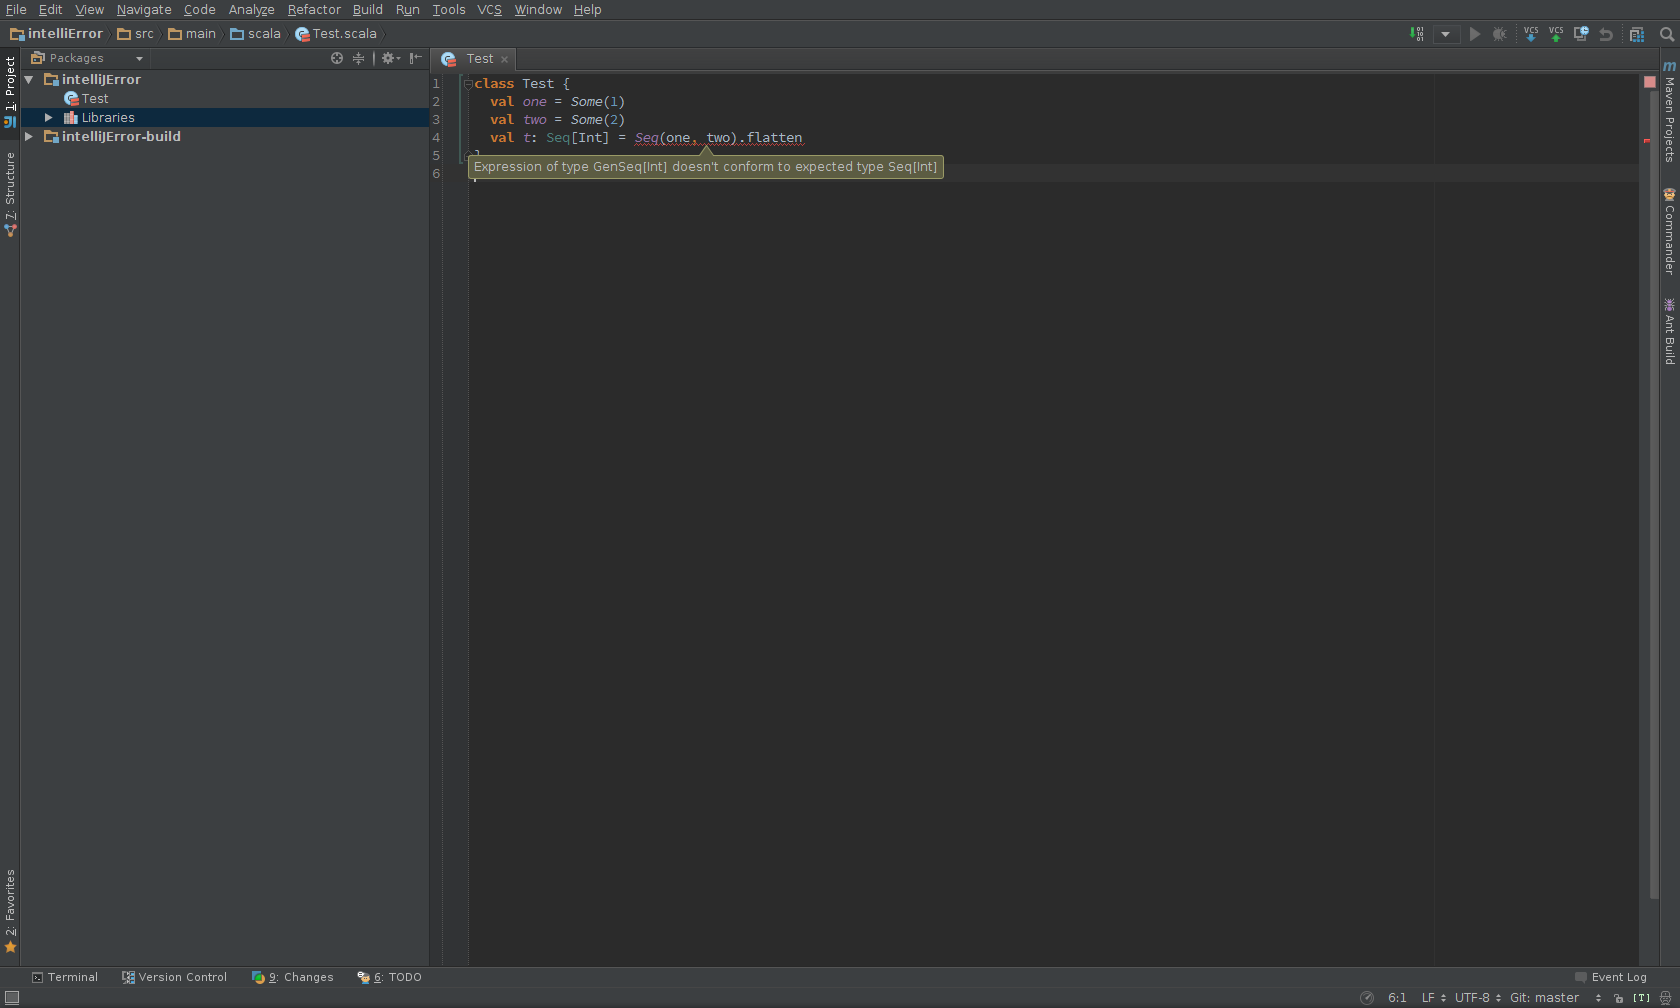 File Edit View Navigate Code Analyze Refactor Build Run Tools VCS Window Help
intelliError src main scala Test.scala
VCS VCS
1: Project
7: Structure
2: Favorites
Packages
intellijError
Test
Libraries
intellijError-build
Test
1 class Test {
2 val one = Some(1)
3 val two = Some(2)
4 val t: Seq[Int] = Seq(one, two).flatten
5 }
Expression of type GenSeq[Int] doesn't conform to expected type Seq[Int]
6
m Maven Projects
Commander
Ant Build
Terminal Version Control 9: Changes 6: TODO Event Log
6:1 LF UTF-8 Git: master [T]